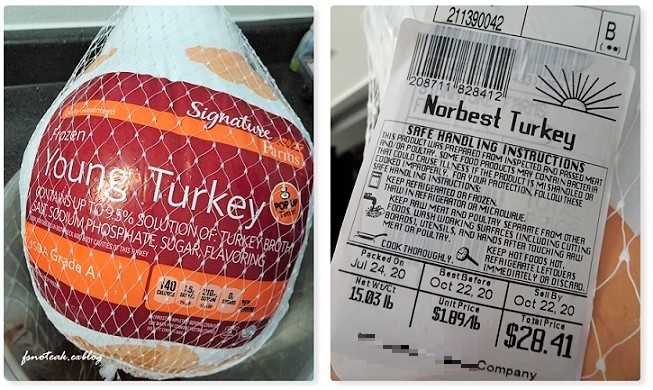 Signature
Farms
Frozen
Young Turkey
CONTAINS UP TO 9.5% SOLUTION OF TURKEY BROTH
SALT, SODIUM PHOSPHATE, SUGAR, FLAVORING
POP UP
USDA Grade A
140
CALORIES
fonoteak.exblog
211390042
B
208711 828412
Norbest Turkey
SAFE HANDLING INSTRUCTIONS
THIS PRODUCT WAS PREPARED FROM INSPECTED AND PASSED MEAT
AND/OR POULTRY. SOME FOOD PRODUCTS MAY CONTAIN BACTERIA
THAT COULD CAUSE ILLNESS IF THE PRODUCT IS MISHANDLED OR
COOKED IMPROPERLY. FOR YOUR PROTECTION, FOLLOW THESE
SAFE HANDLING INSTRUCTIONS:
KEEP REFRIGERATED OR FROZEN.
THAW IN REFRIGERATOR OR MICROWAVE.
KEEP RAW MEAT AND POULTRY SEPARATE FROM OTHER
FOODS. WASH WORKING SURFACES (INCLUDING CUTTING
BOARDS), UTENSILS, AND HANDS AFTER TOUCHING RAW
MEAT OR POULTRY.
COOK THOROUGHLY.
KEEP HOT FOODS HOT.
REFRIGERATE LEFTOVERS
IMMEDIATELY OR DISCARD.
Packed On
Jul 24, 20
Best Before
Oct 22, 20
Sell By
Oct 22, 20
Net Wt/Ct
15.03 lb
Unit Price
$1.89/lb
Total Price
$28.41
Company